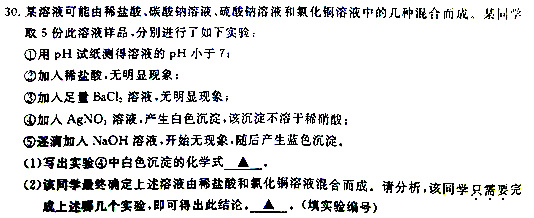 30. 某溶液可能由稀盐酸、碳酸钠溶液、硫酸钠溶液和氯化铜溶液中的几种混合而成。某同学
取 5 份此溶液样品,分别进行了如下实验:
①用 pH 试纸测得溶液的 pH 小于 7;
②加入稀盐酸,无明显现象;
③加入足量 BaCl₂ 溶液,无明显现象;
④加入 AgNO₃ 溶液,产生白色沉淀,该沉淀不溶于稀硝酸;
⑤逐滴加入 NaOH 溶液,开始无现象,随后产生蓝色沉淀。
(1)写出实验④中白色沉淀的化学式 ▲ 。
(2)该同学最终确定上述溶液由稀盐酸和氯化铜溶液混合而成。请分析,该同学只需要完
成上述哪几个实验,即可得出此结论。 ▲ 。(填实验编号)